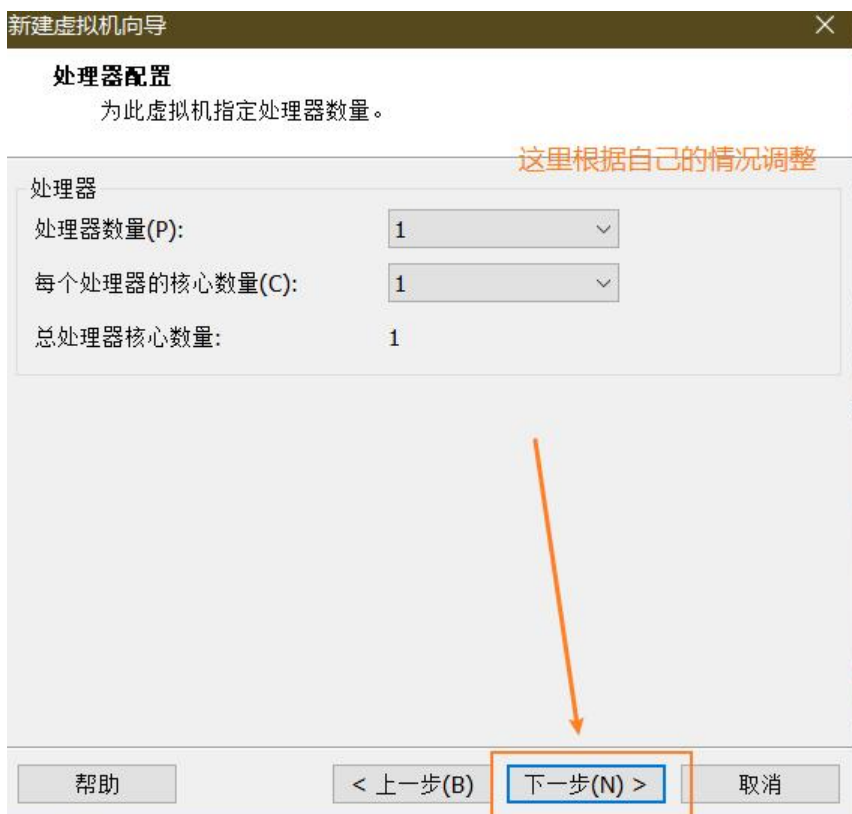 新建虚拟机向导
处理器配置
为此虚拟机指定处理器数量。
这里根据自己的情况调整
处理器
处理器数量(P): 1
每个处理器的核心数量(C): 1
总处理器核心数量: 1
帮助 < 上一步(B) 下一步(N) > 取消